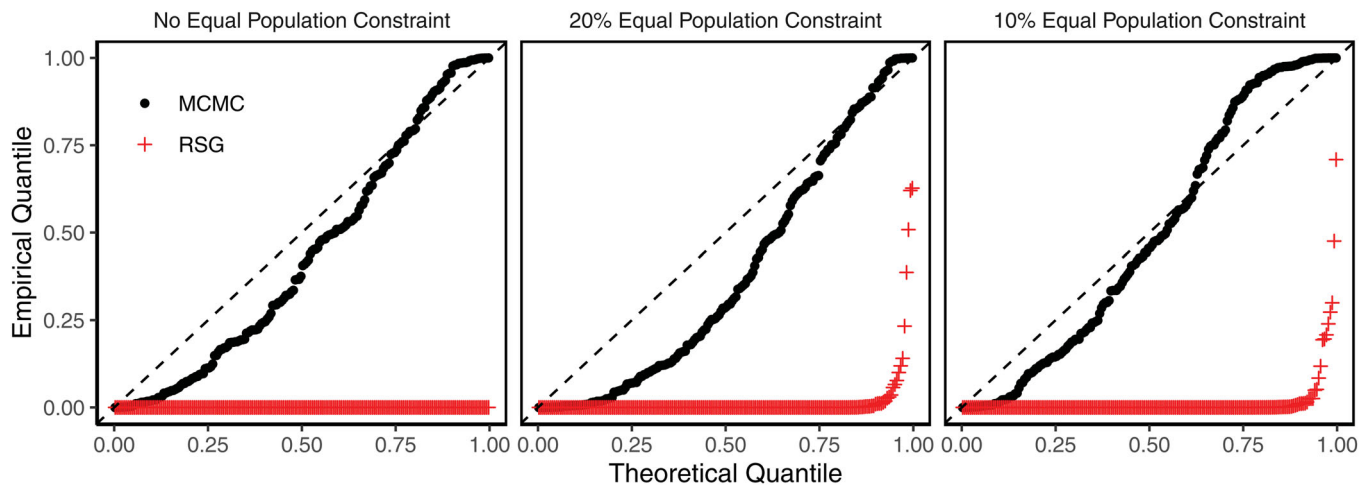 No Equal Population Constraint
20% Equal Population Constraint
10% Equal Population Constraint
Empirical Quantile
1.00
0.75
0.50
0.25
0.00
MCMC
RSG
0.00 0.25 0.50 0.75 1.00
0.00 0.25 0.50 0.75 1.00
0.00 0.25 0.50 0.75 1.00
Theoretical Quantile